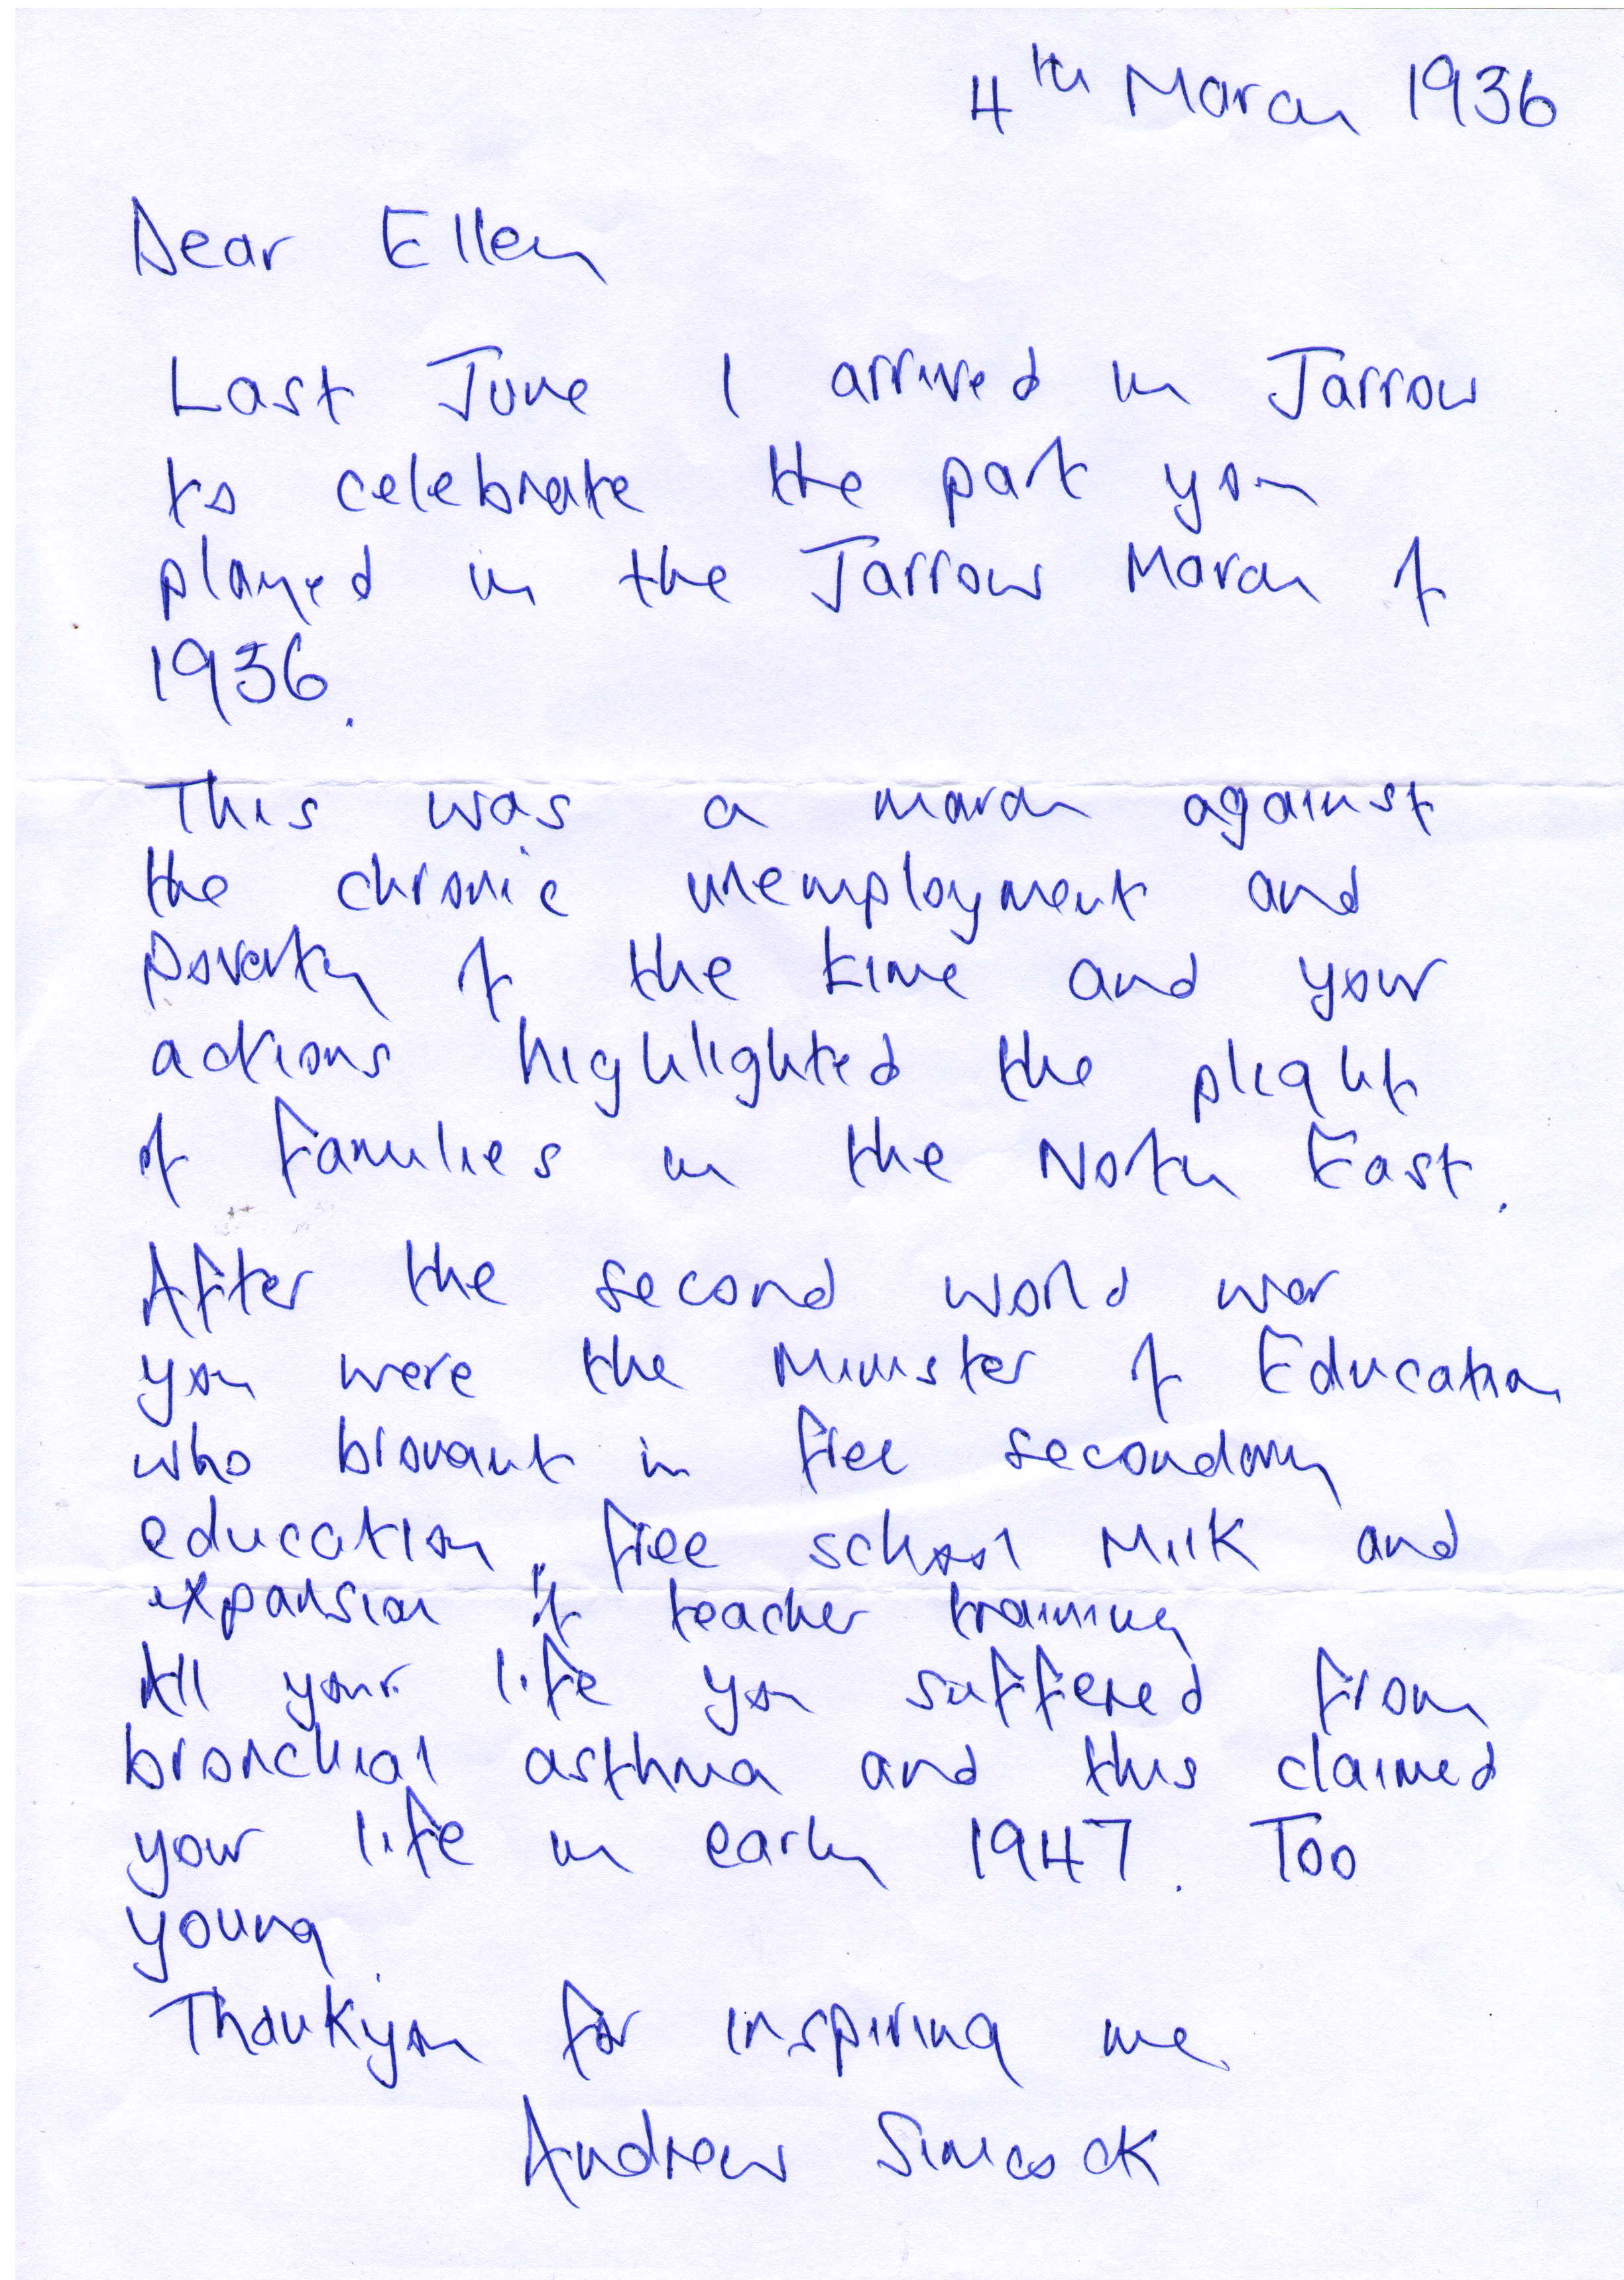 4th March 1936
Dear Ellen
Last June I arrived in Jarrow
to celebrate the part you
played in the Jarrow March of
1936.
This was a march against
the chronic unemployment and
poverty of the time and your
actions highlighted the plight
of families in the North East.
After the second world war
you were the Minister of Education
who brought in free secondary
education, free school Milk and
expansion of teacher training
All your life you suffered from
bronchial asthma and this claimed
your life in early 1947. Too
young.
Thankyou for inspiring me.
Andrew Simcock